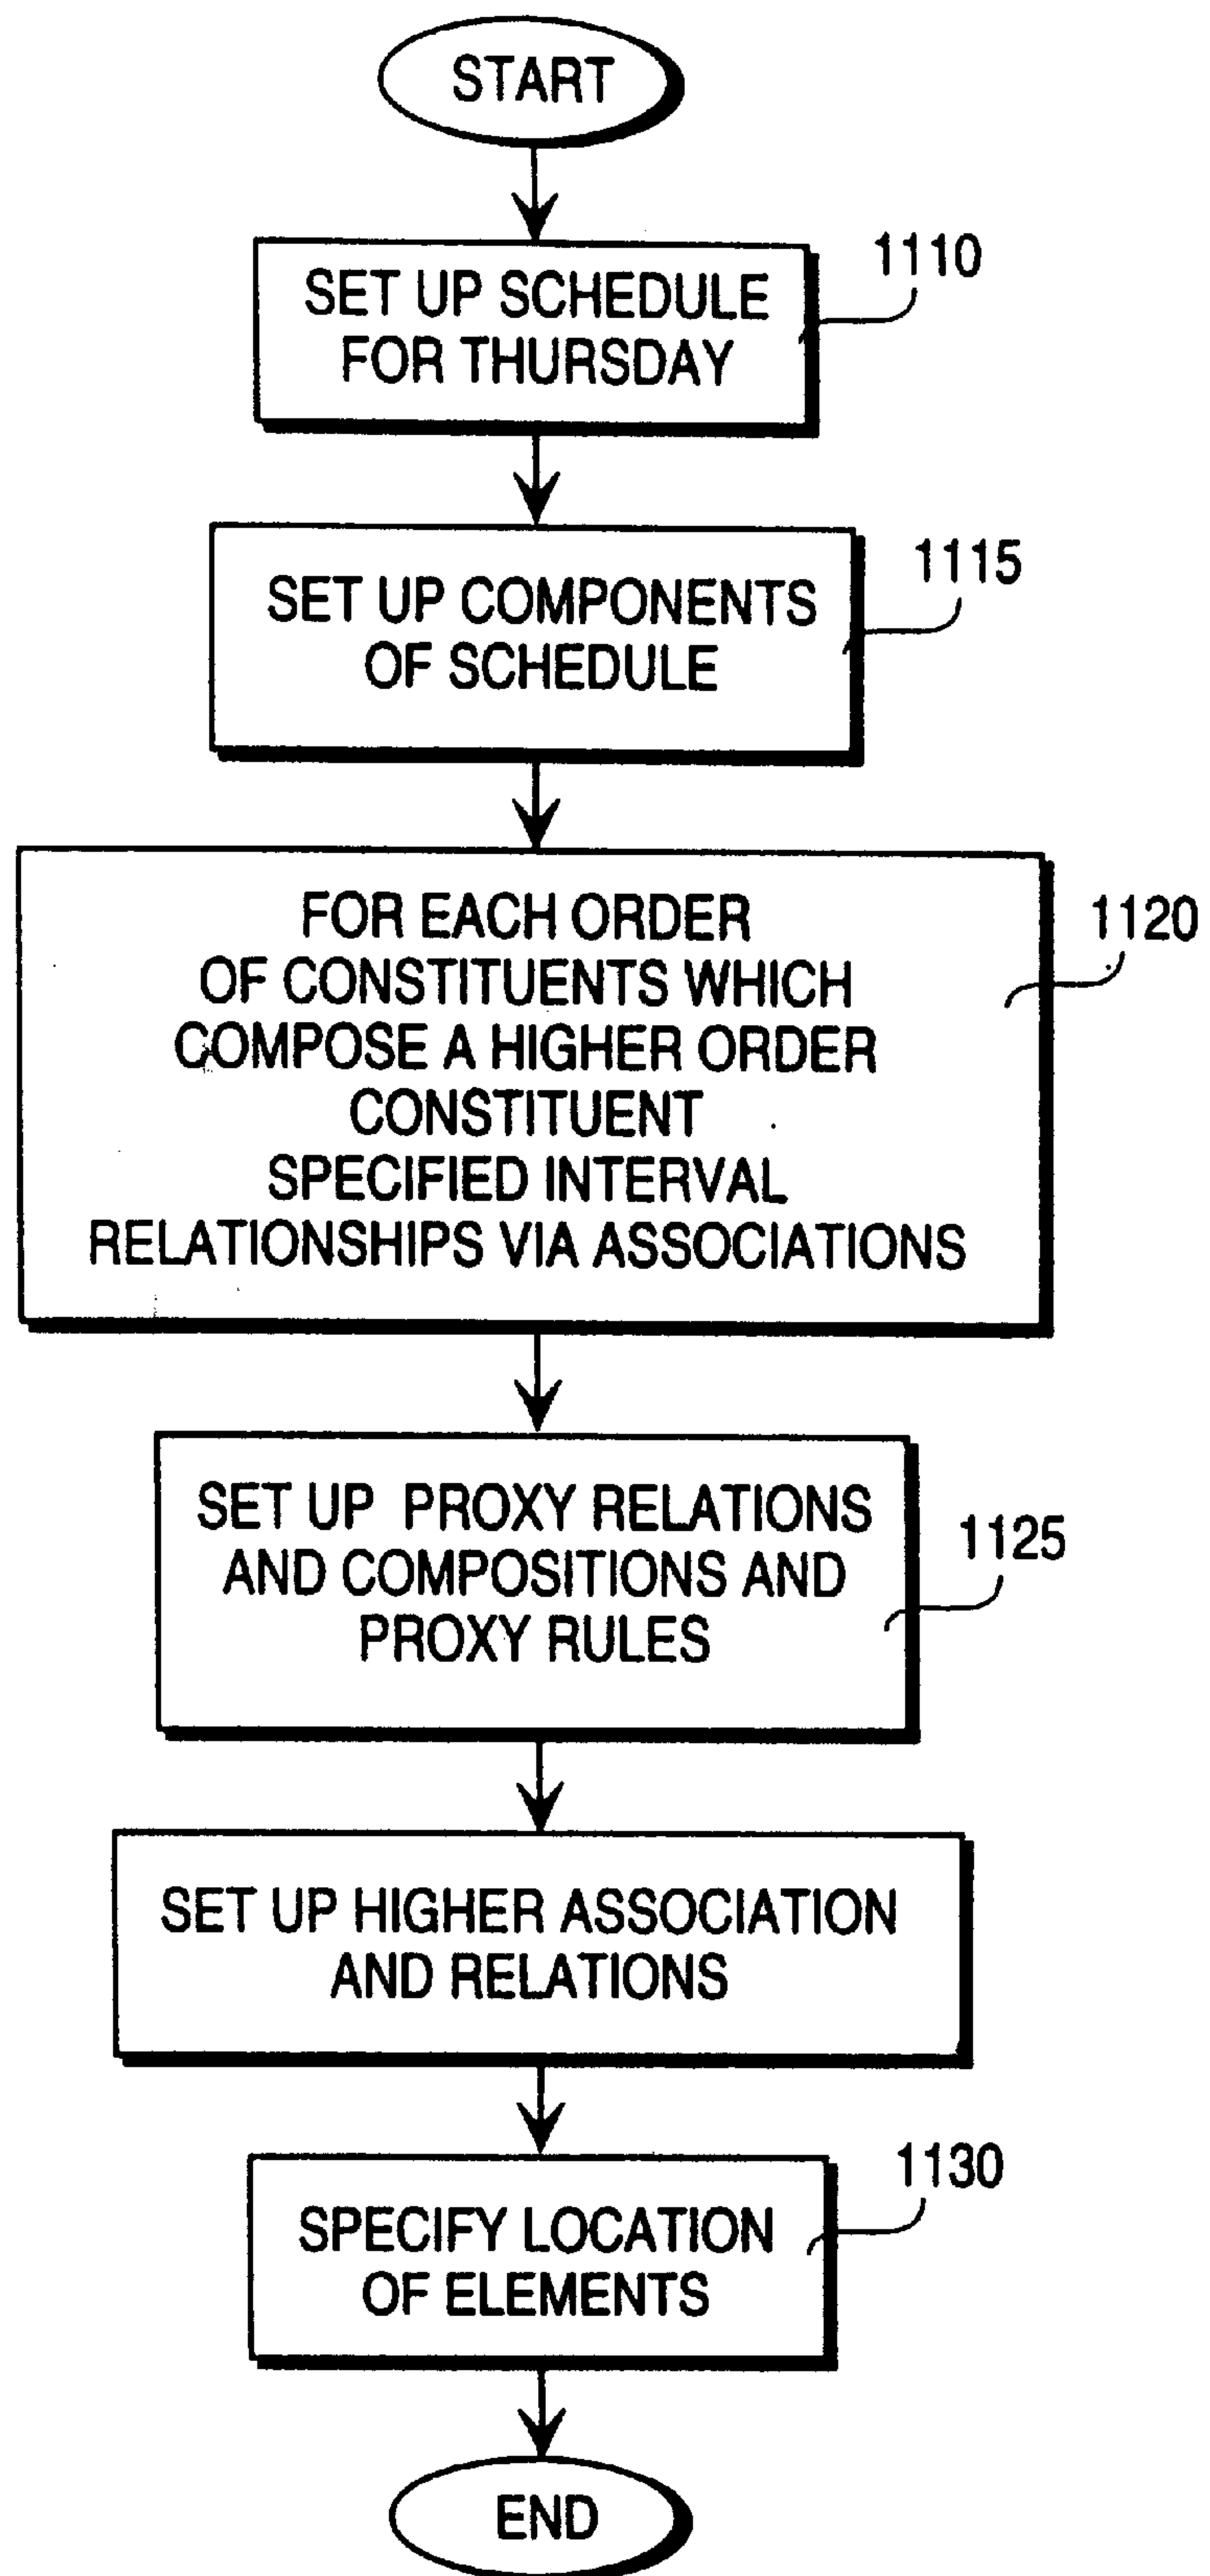 START
SET UP SCHEDULE
FOR THURSDAY
1110
SET UP COMPONENTS
OF SCHEDULE
1115
FOR EACH ORDER
OF CONSTITUENTS WHICH
COMPOSE A HIGHER ORDER
CONSTITUENT
SPECIFIED INTERVAL
RELATIONSHIPS VIA ASSOCIATIONS
1120
SET UP PROXY RELATIONS
AND COMPOSITIONS AND
PROXY RULES
1125
SET UP HIGHER ASSOCIATION
AND RELATIONS
SPECIFY LOCATION
OF ELEMENTS
1130
END